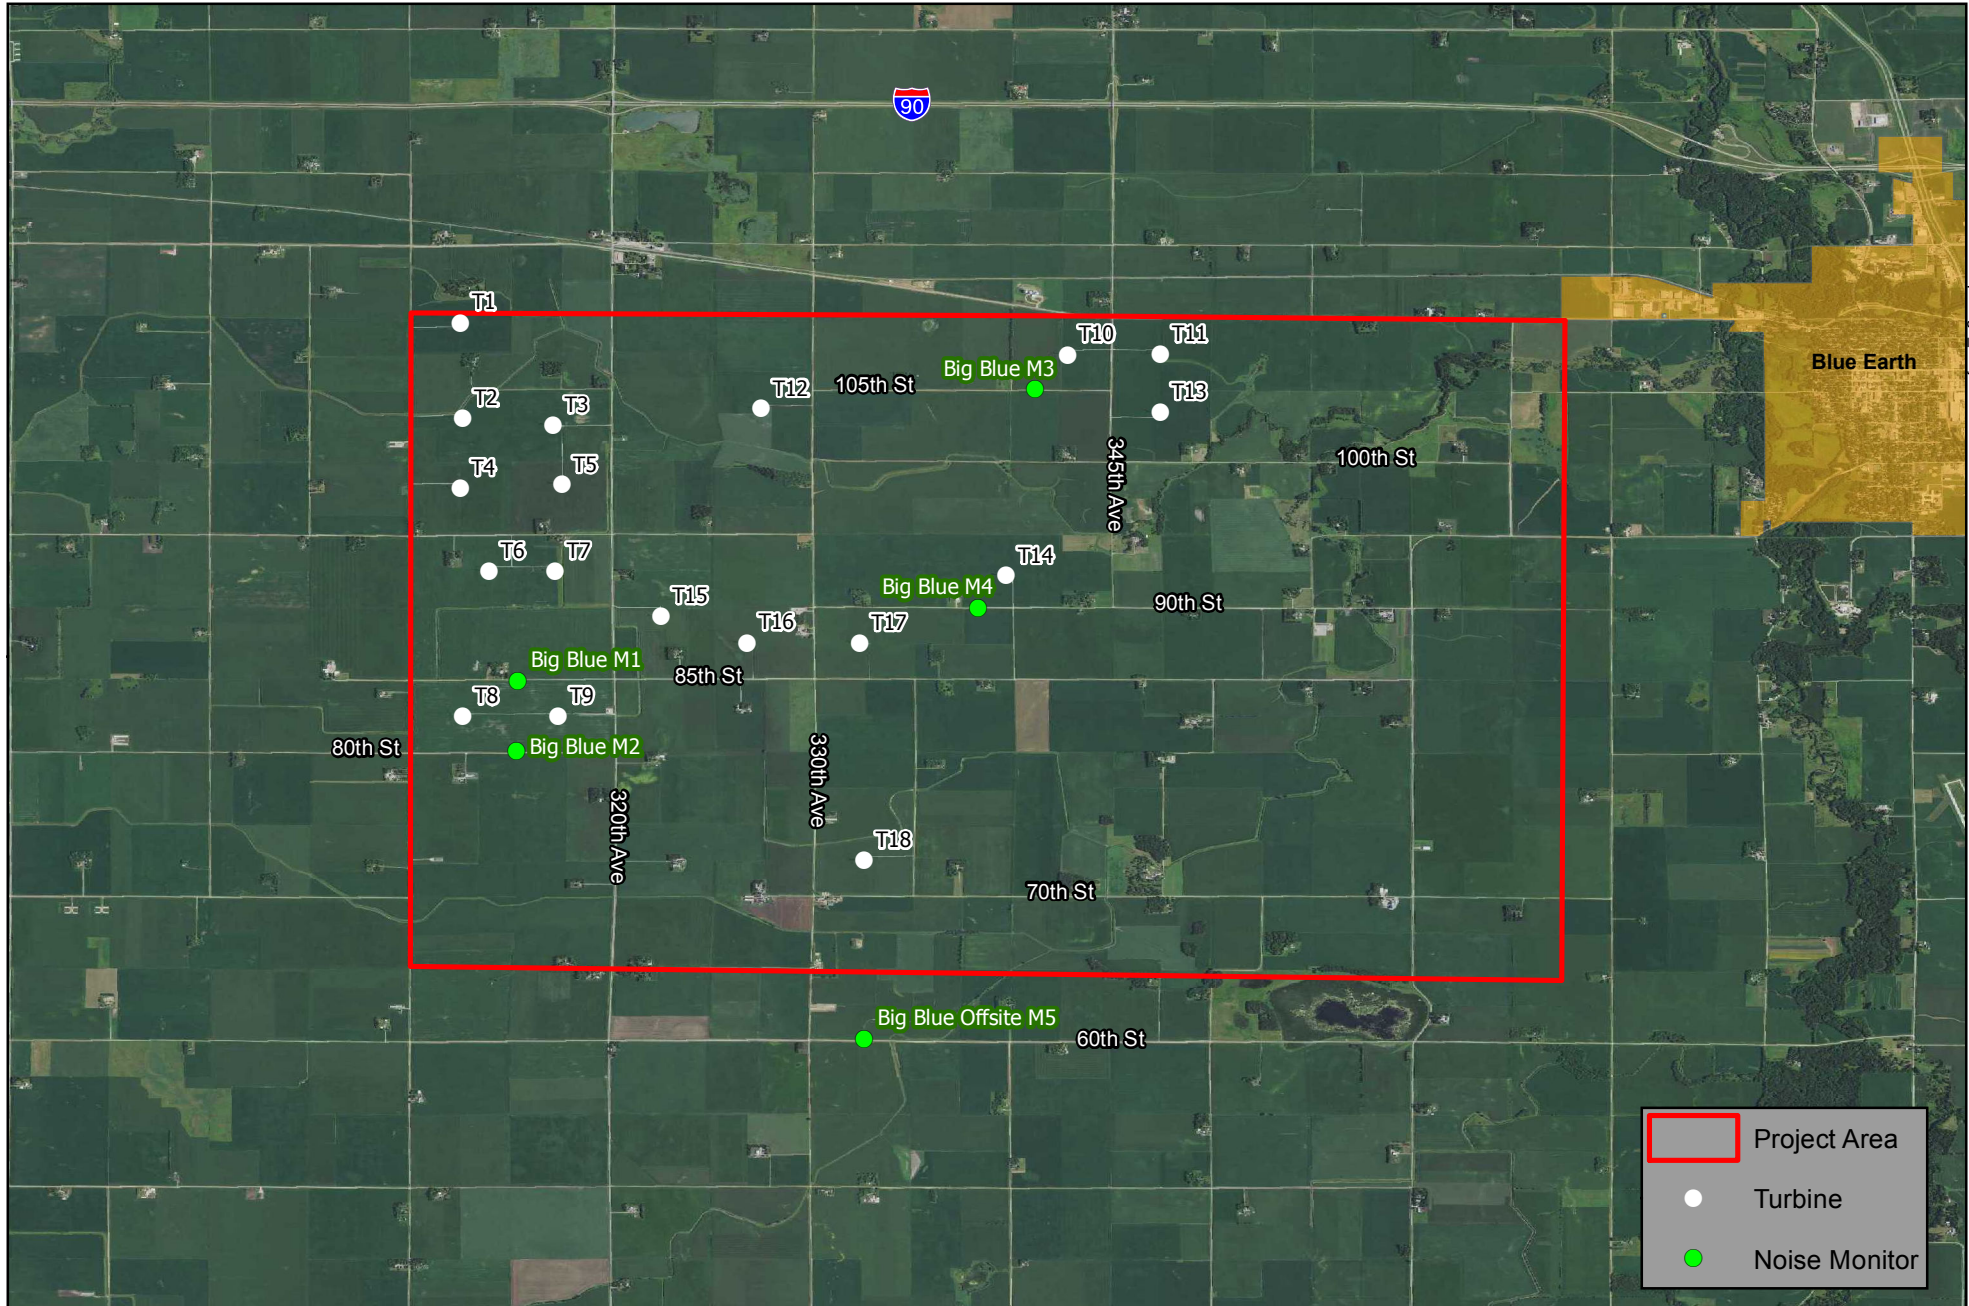 90
T1
T10
T11
Blue Earth
Big Blue M3
T12
105th St
T2
T3
T13
345th Ave
100th St
T4
T5
T6
T7
T14
Big Blue M4
90th St
T15
T16
T17
Big Blue M1
85th St
T8
T9
80th St
Big Blue M2
330th Ave
320th Ave
T18
70th St
Big Blue Offsite M5
60th St
Project Area
Turbine
Noise Monitor